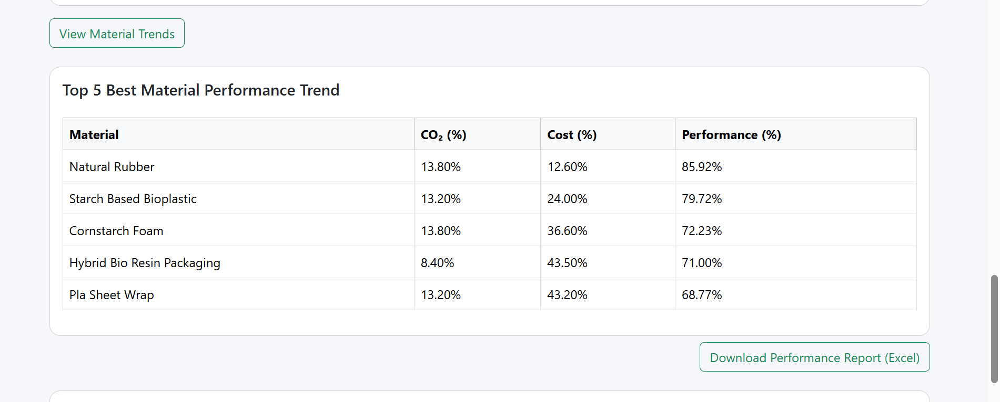 View Material Trends
Top 5 Best Material Performance Trend
Material CO₂ (%) Cost (%) Performance (%)
Natural Rubber 13.80% 12.60% 85.92%
Starch Based Bioplastic 13.20% 24.00% 79.72%
Cornstarch Foam 13.80% 36.60% 72.23%
Hybrid Bio Resin Packaging 8.40% 43.50% 71.00%
Pla Sheet Wrap 13.20% 43.20% 68.77%
Download Performance Report (Excel)